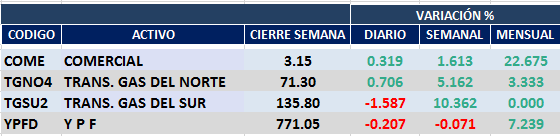 VARIACIÓN %
CODIGO ACTIVO CIERRE SEMANA DIARIO SEMANAL MENSUAL
COME COMERCIAL 3.15 0.319 1.613 22.675
TGNO4 TRANS. GAS DEL NORTE 71.30 0.706 5.162 3.333
TGSU2 TRANS. GAS DEL SUR 135.80 -1.587 10.362 0.000
YPFD Y P F 771.05 -0.207 -0.071 7.239